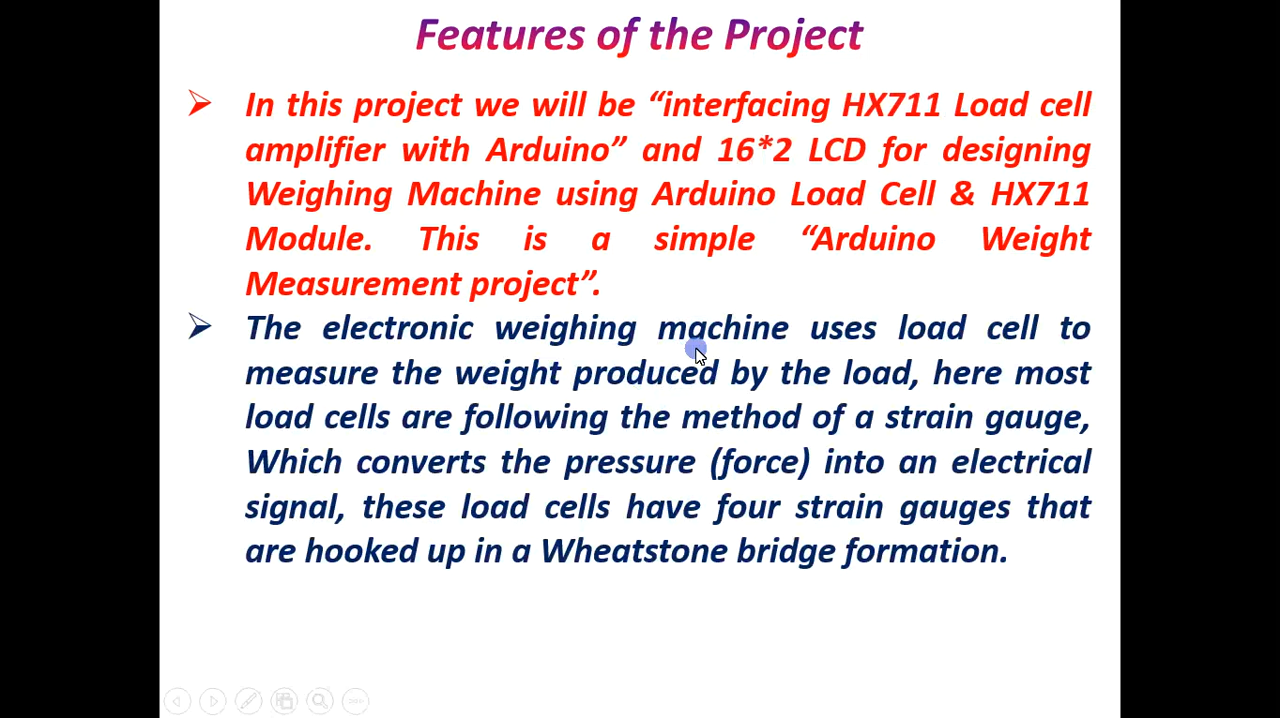 Features of the Project
In this project we will be “interfacing HX711 Load cell
amplifier with Arduino” and 16*2 LCD for designing
Weighing Machine using Arduino Load Cell & HX711
Module. This is a simple “Arduino Weight
Measurement project”.
The electronic weighing machine uses load cell to
measure the weight produced by the load, here most
load cells are following the method of a strain gauge,
Which converts the pressure (force) into an electrical
signal, these load cells have four strain gauges that
are hooked up in a Wheatstone bridge formation.